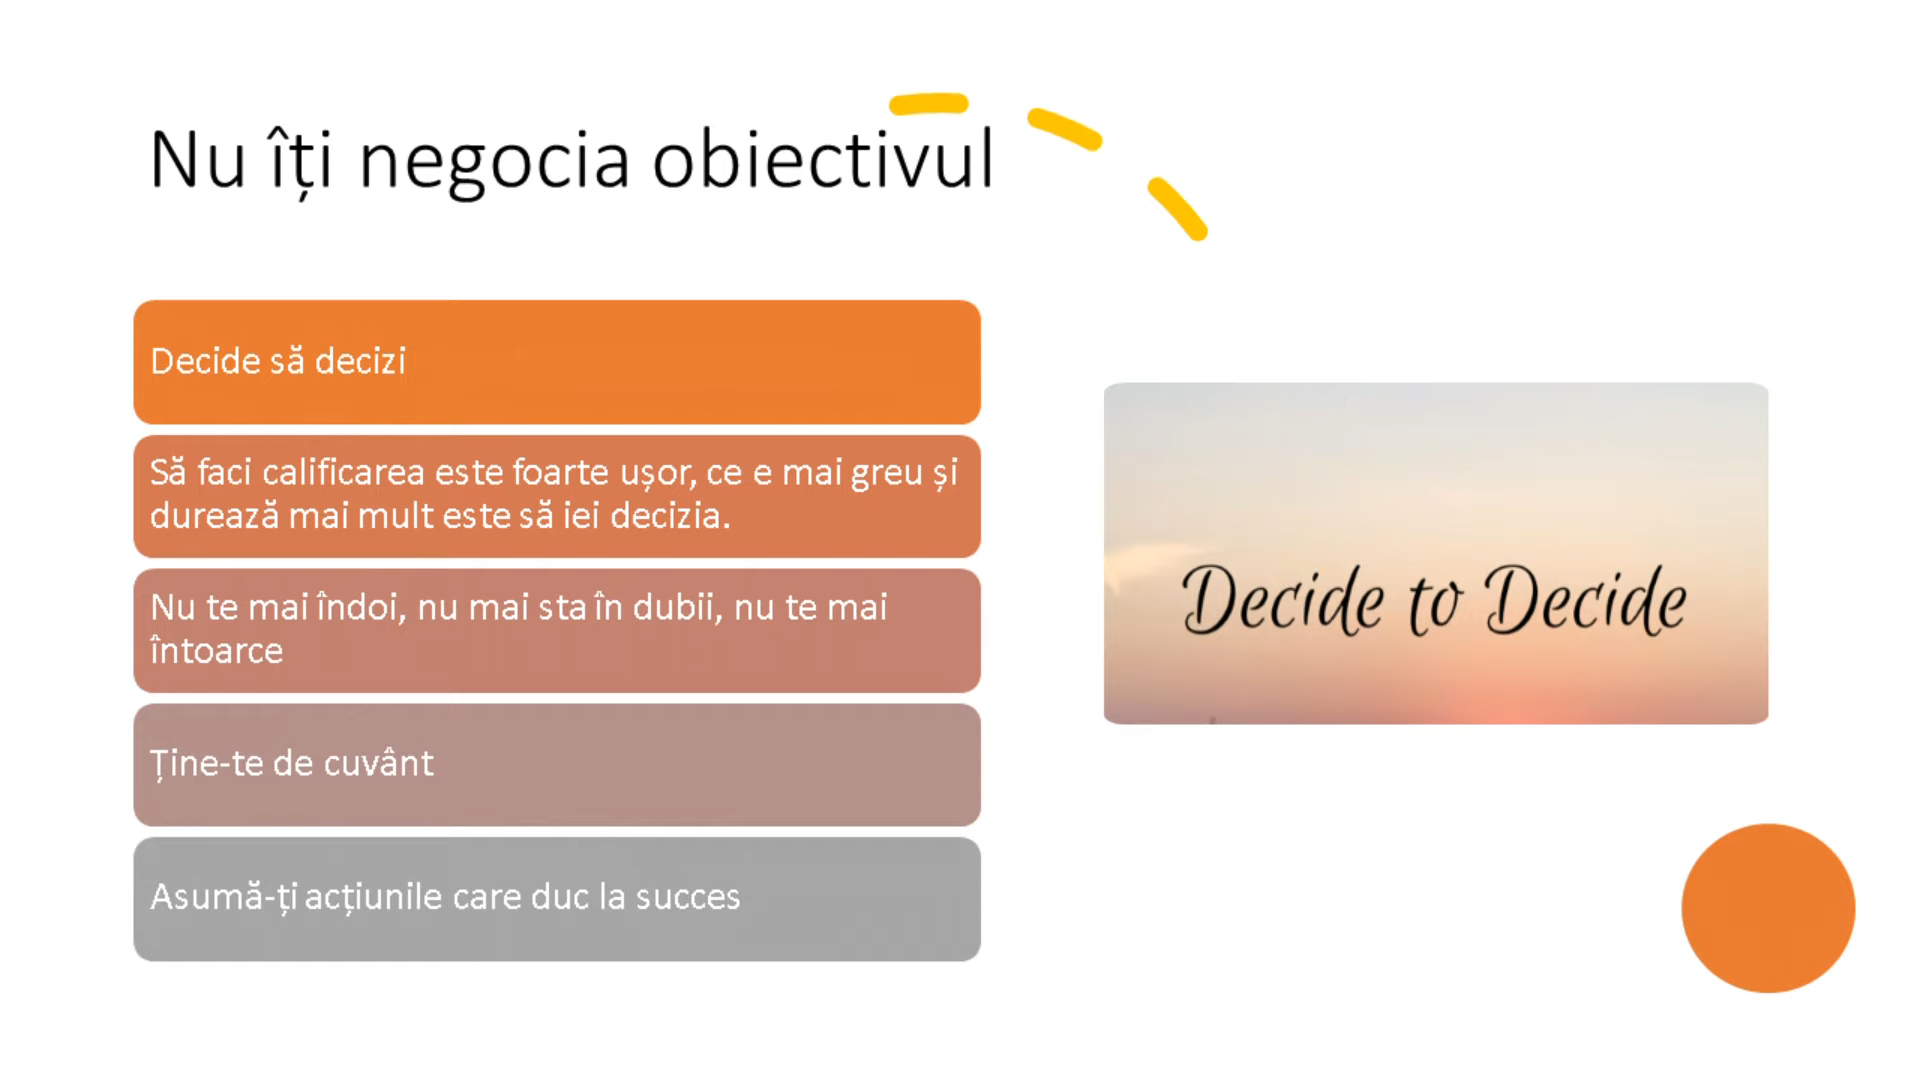 Nu îți negocia obiectivul
Decide să decizi
Să faci calificarea este foarte ușor, ce e mai greu și
durează mai mult este să iei decizia.
Nu te mai îndoi, nu mai sta în dubii, nu te mai
întoarce
Ține-te de cuvânt
Asumă-ți acțiunile care duc la succes
Decide to Decide